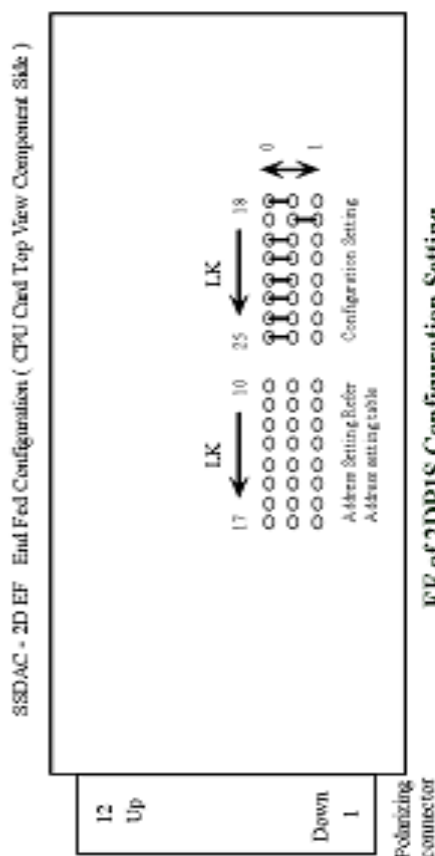 SSDAC - 2D EF End Fed Configuration ( CPU Card Top View Component Side )
0
1
LK
25
18
Configuration Setting
LK
17
10
Address Setting Refer
Address setting table
12
Up
Down
1
Polarizing
connector
EF of 2DP1S Configuration Setting